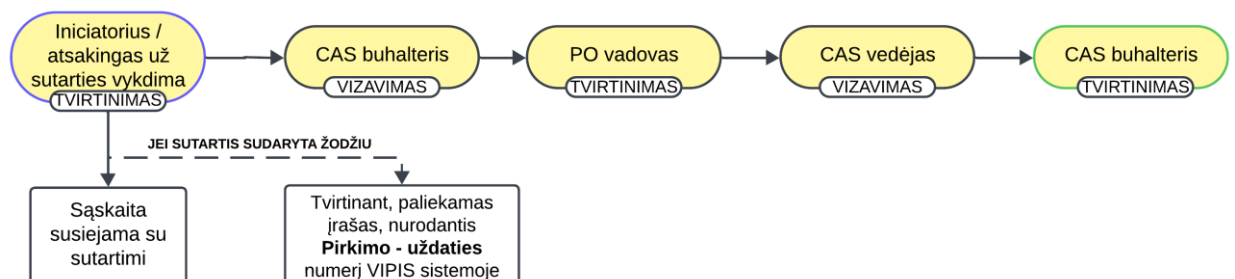 Iniciatorius /
atsakingas už
sutarties vykdima
TVIRTINIMAS
CAS buhalteris
VIZAVIMAS
PO vadovas
TVIRTINIMAS
CAS vedėjas
VIZAVIMAS
CAS buhalteris
TVIRTINIMAS
JEI SUTARTIS SUDARYTA ŽODŽIU
Sąskaita
susiejama su
sutartimi
Tvirtinant, paliekamas
įrašas, nurodantis
Pirkimo - uždaties
numerį VIPIS sistemoje